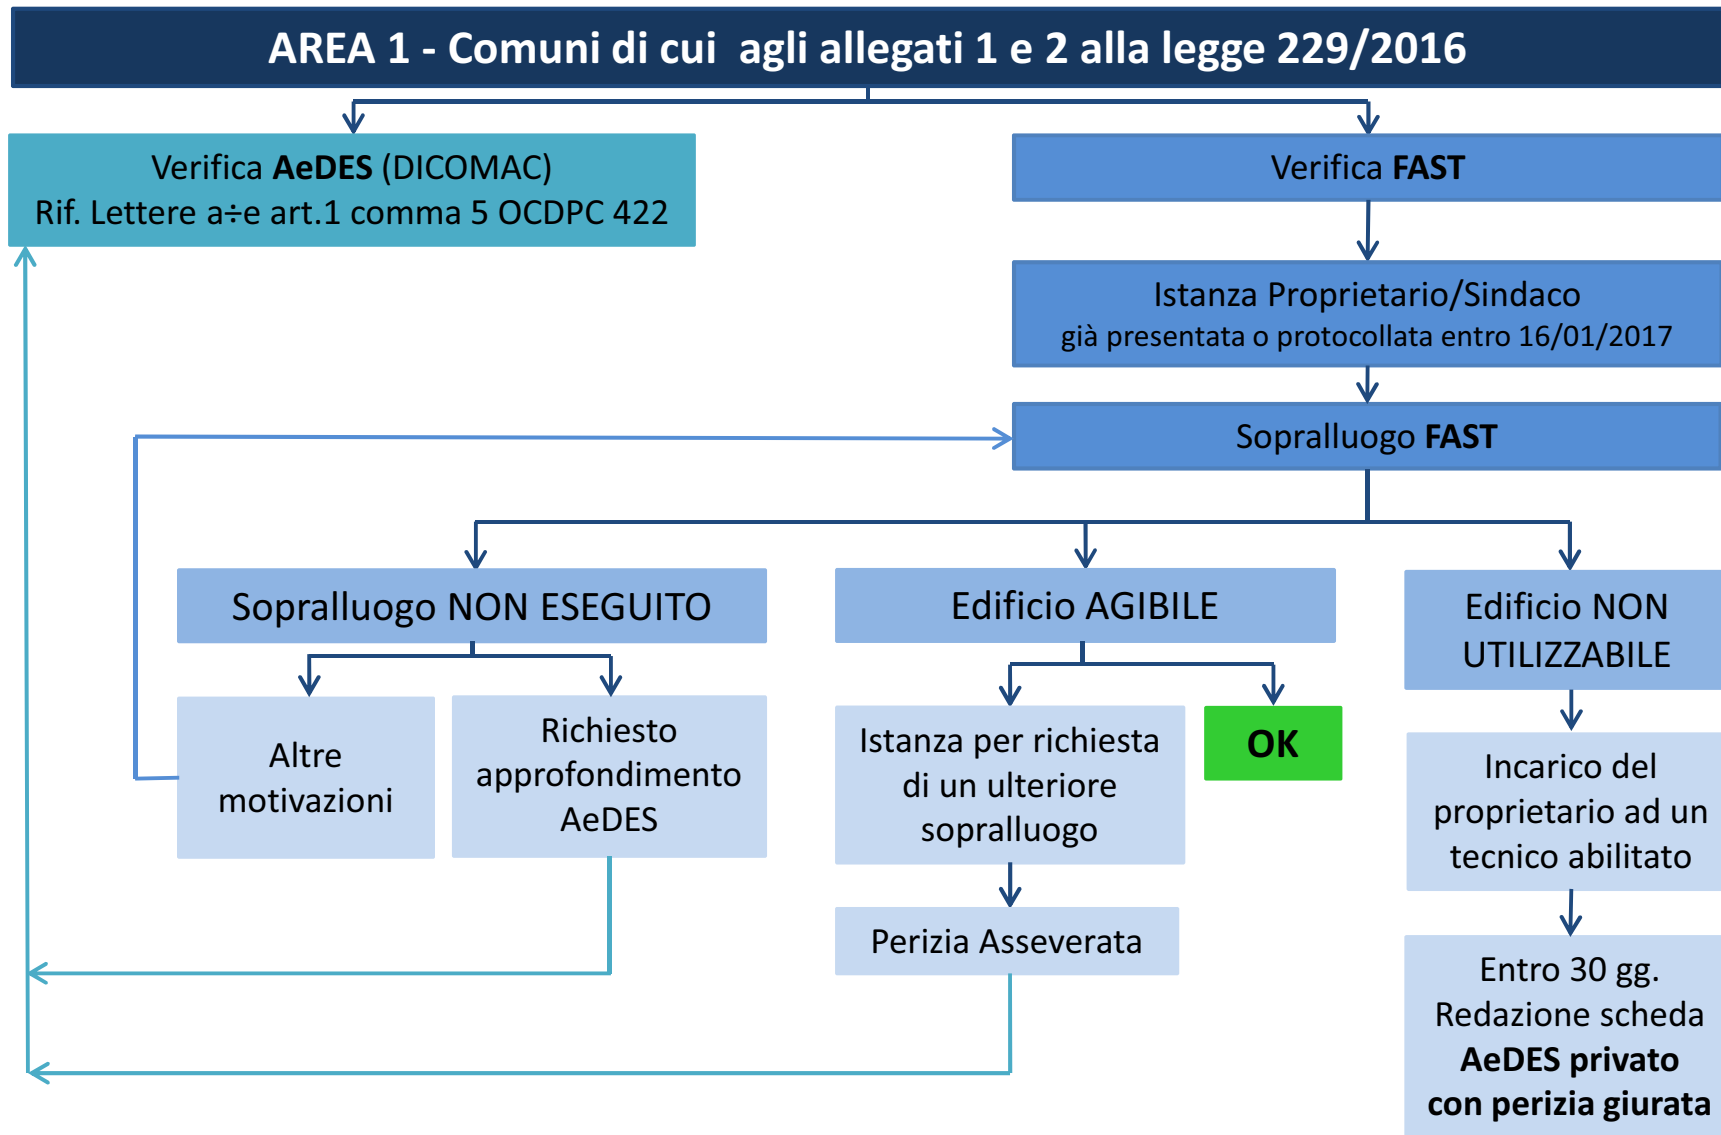 AREA 1 - Comuni di cui agli allegati 1 e 2 alla legge 229/2016
Verifica AeDES (DICOMAC)
Rif. Lettere a÷e art.1 comma 5 OCDPC 422
Verifica FAST
Istanza Proprietario/Sindaco
già presentata o protocollata entro 16/01/2017
Sopralluogo FAST
Sopralluogo NON ESEGUITO
Edificio AGIBILE
Edificio NON
UTILIZZABILE
Altre
motivazioni
Richiesto
approfondimento
AeDES
Istanza per richiesta
di un ulteriore
sopralluogo
OK
Incarico del
proprietario ad un
tecnico abilitato
Perizia Asseverata
Entro 30 gg.
Redazione scheda
AeDES privato
con perizia giurata